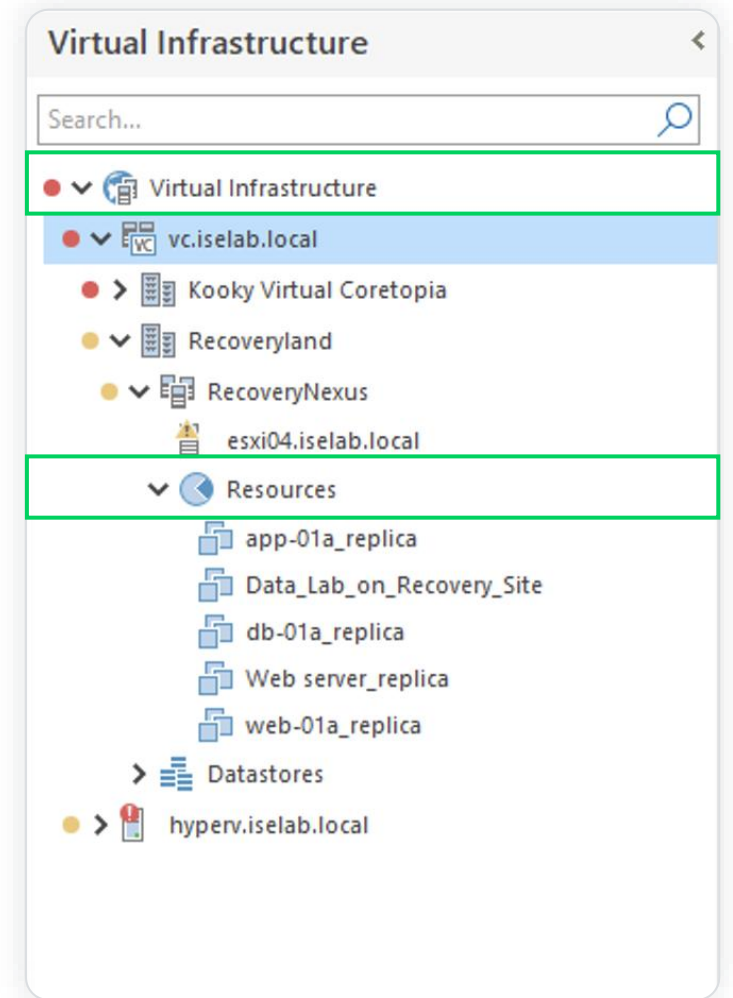 Virtual Infrastructure
Search...
Virtual Infrastructure
VC vc.iselab.local
Kooky Virtual Coretopia
Recoveryland
RecoveryNexus
esxi04.iselab.local
Resources
app-01a_replica
Data_Lab_on_Recovery_Site
db-01a_replica
Web server_replica
web-01a_replica
Datastores
hyperv.iselab.local